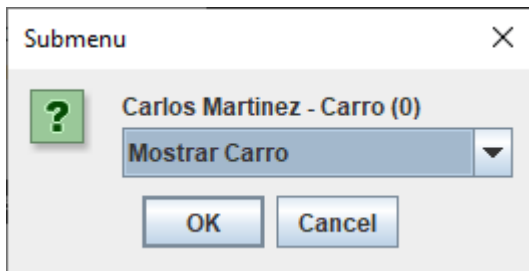 Submenu
?
Carlos Martinez - Carro (0)
Mostrar Carro
OK Cancel